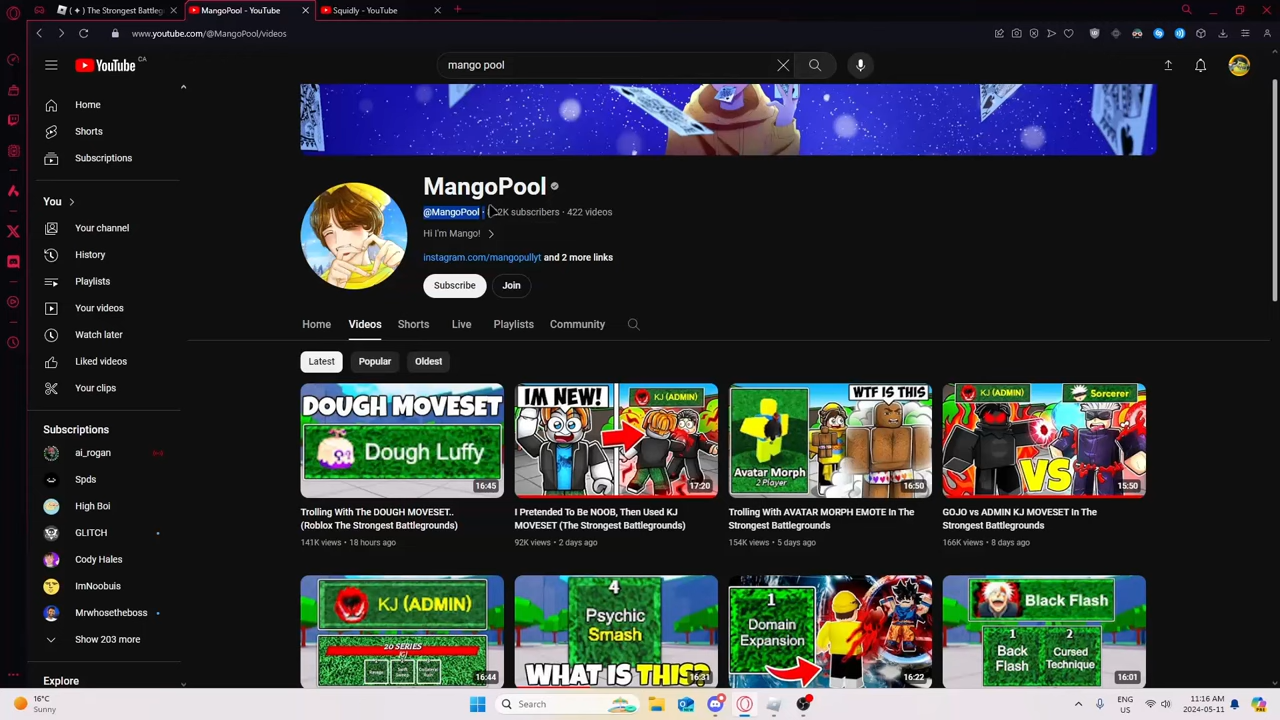 ( ✦ ) The Strongest Battleg
MangoPool - YouTube
Squidly - YouTube
www.youtube.com/@MangoPool/videos
YouTube CA
mango pool
Home
Shorts
Subscriptions
You
Your channel
History
Playlists
Your videos
Watch later
Liked videos
Your clips
Subscriptions
ai_rogan
Spds
High Boi
GLITCH
Cody Hales
ImNoobuis
Mrwhosetheboss
Show 203 more
Explore
MangoPool
@MangoPool · 2K subscribers · 422 videos
Hi I'm Mango!
instagram.com/mangopullyt and 2 more links
Subscribe
Join
Home
Videos
Shorts
Live
Playlists
Community
Latest
Popular
Oldest
DOUGH MOVESET
Dough Luffy
16:45
Trolling With The DOUGH MOVESET..
(Roblox The Strongest Battlegrounds)
141K views · 18 hours ago
IM NEW!
KJ (ADMIN)
17:20
I Pretended To Be NOOB, Then Used KJ
MOVESET (The Strongest Battlegrounds)
92K views · 2 days ago
WTF IS THIS
Avatar Morph
2 Player
16:50
Trolling With AVATAR MORPH EMOTE In The
Strongest Battlegrounds
154K views · 5 days ago
KJ (ADMIN)
Sorcerer
VS
15:50
GOJO vs ADMIN KJ MOVESET In The
Strongest Battlegrounds
166K views · 8 days ago
KJ (ADMIN)
20 SERIES
16:44
4
Psychic
Smash
WHAT IS THIS?
16:31
1
Domain
Expansion
16:22
Black Flash
1
Back
Flash
2
Cursed
Technique
16:01
16°C
Sunny
Search
ENG
US
11:16 AM
2024-05-11